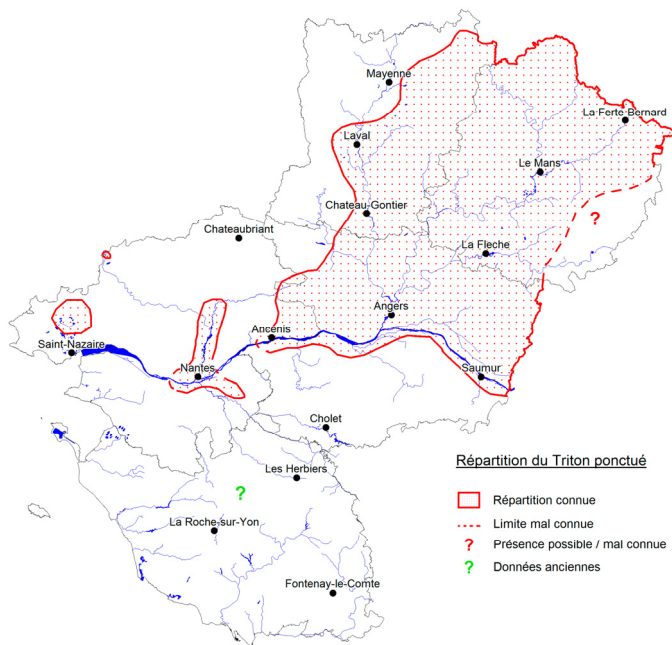 Mayenne
La Ferte Bernard
Laval
Le Mans
Chateau-Gontier
?
Chateaubriant
La Fleche
Angers
Ancenis
Saint-Nazaire
Nantes
Saumur
Cholet
Les Herbiers
?
La Roche-sur-Yon
Fontenay-le-Comte
Répartition du Triton ponctué
Répartition connue
Limite mal connue
? Présence possible / mal connue
? Données anciennes